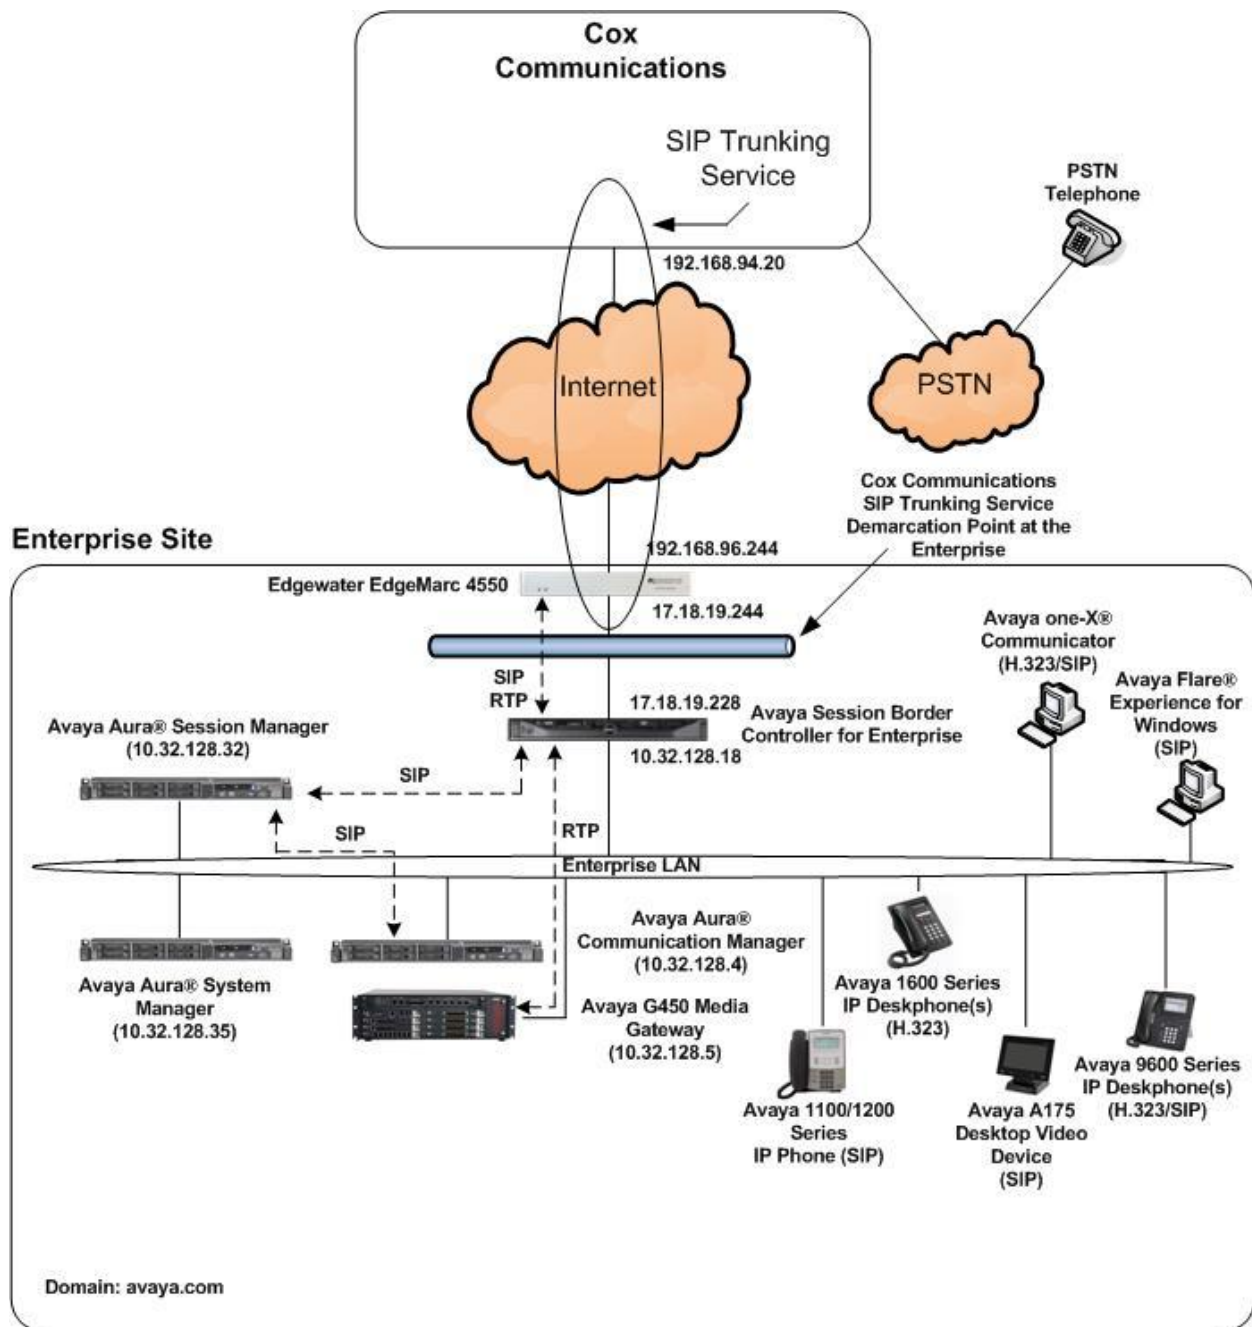 Cox
Communications
SIP Trunking
Service
PSTN
Telephone
192.168.94.20
Internet
PSTN
Cox Communications
SIP Trunking Service
Demarcation Point at the
Enterprise
Enterprise Site
192.168.96.244
Edgewater EdgeMarc 4550
17.18.19.244
Avaya one-X®
Communicator
(H.323/SIP)
SIP
RTP
Avaya Flare®
Experience for
Windows
(SIP)
17.18.19.228
Avaya Aura® Session Manager
(10.32.128.32)
Avaya Session Border
Controller for Enterprise
10.32.128.18
SIP
SIP
RTP
Enterprise LAN
Avaya Aura®
Communication Manager
(10.32.128.4)
Avaya Aura® System
Manager
(10.32.128.35)
Avaya G450 Media
Gateway
(10.32.128.5)
Avaya 1600 Series
IP Deskphone(s)
(H.323)
Avaya 1100/1200
Series
IP Phone (SIP)
Avaya A175
Desktop Video
Device
(SIP)
Avaya 9600 Series
IP Deskphone(s)
(H.323/SIP)
Domain: avaya.com